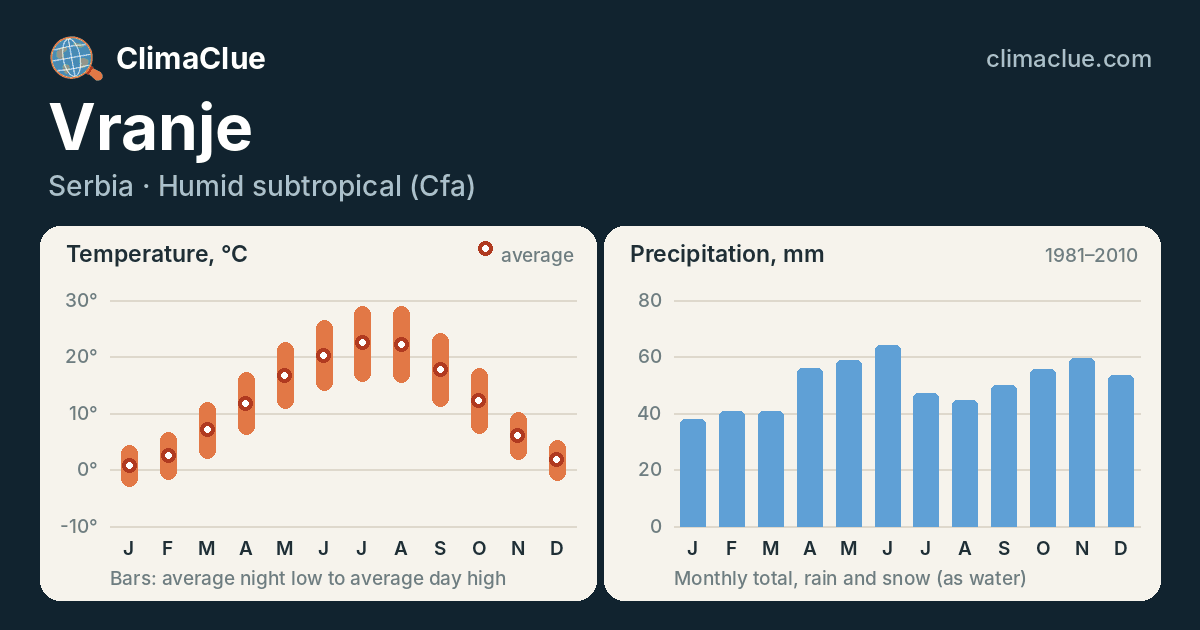 ClimaClue
climaclue.com
Vranje
Serbia · Humid subtropical (Cfa)
Temperature, °C
average
30°
20°
10°
0°
-10°
J F M A M J J A S O N D
Bars: average night low to average day high
Precipitation, mm
1981–2010
80
60
40
20
0
J F M A M J J A S O N D
Monthly total, rain and snow (as water)